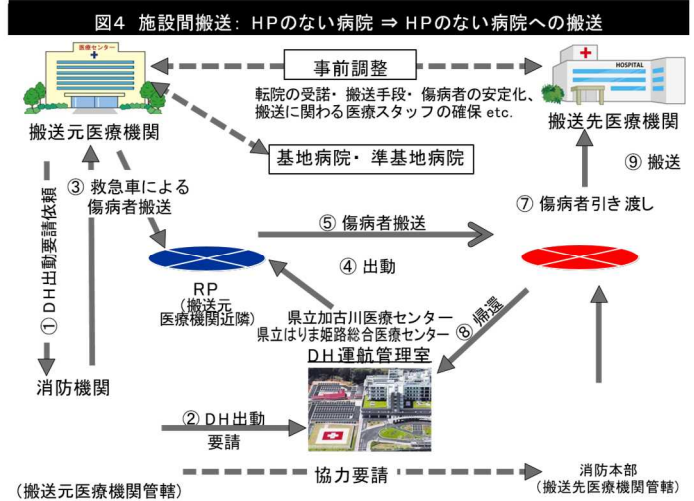 図4 施設間搬送: HPのない病院 ⇒ HPのない病院への搬送
医療センター
HOSPITAL
事前調整
転院の受諾・搬送手段・傷病者の安定化、
搬送に関わる医療スタッフの確保 etc.
搬送元医療機関
搬送先医療機関
基地病院・準基地病院
① DH出動要請依頼
③ 救急車による
傷病者搬送
⑨ 搬送
⑦ 傷病者引き渡し
⑤ 傷病者搬送
④ 出動
RP
(搬送元
医療機関近隣)
県立加古川医療センター
県立はりま姫路総合医療センター
DH運航管理室
⑧ 帰還
消防機関
② DH出動
要請
協力要請
(搬送元医療機関管轄)
消防本部
(搬送先医療機関管轄)